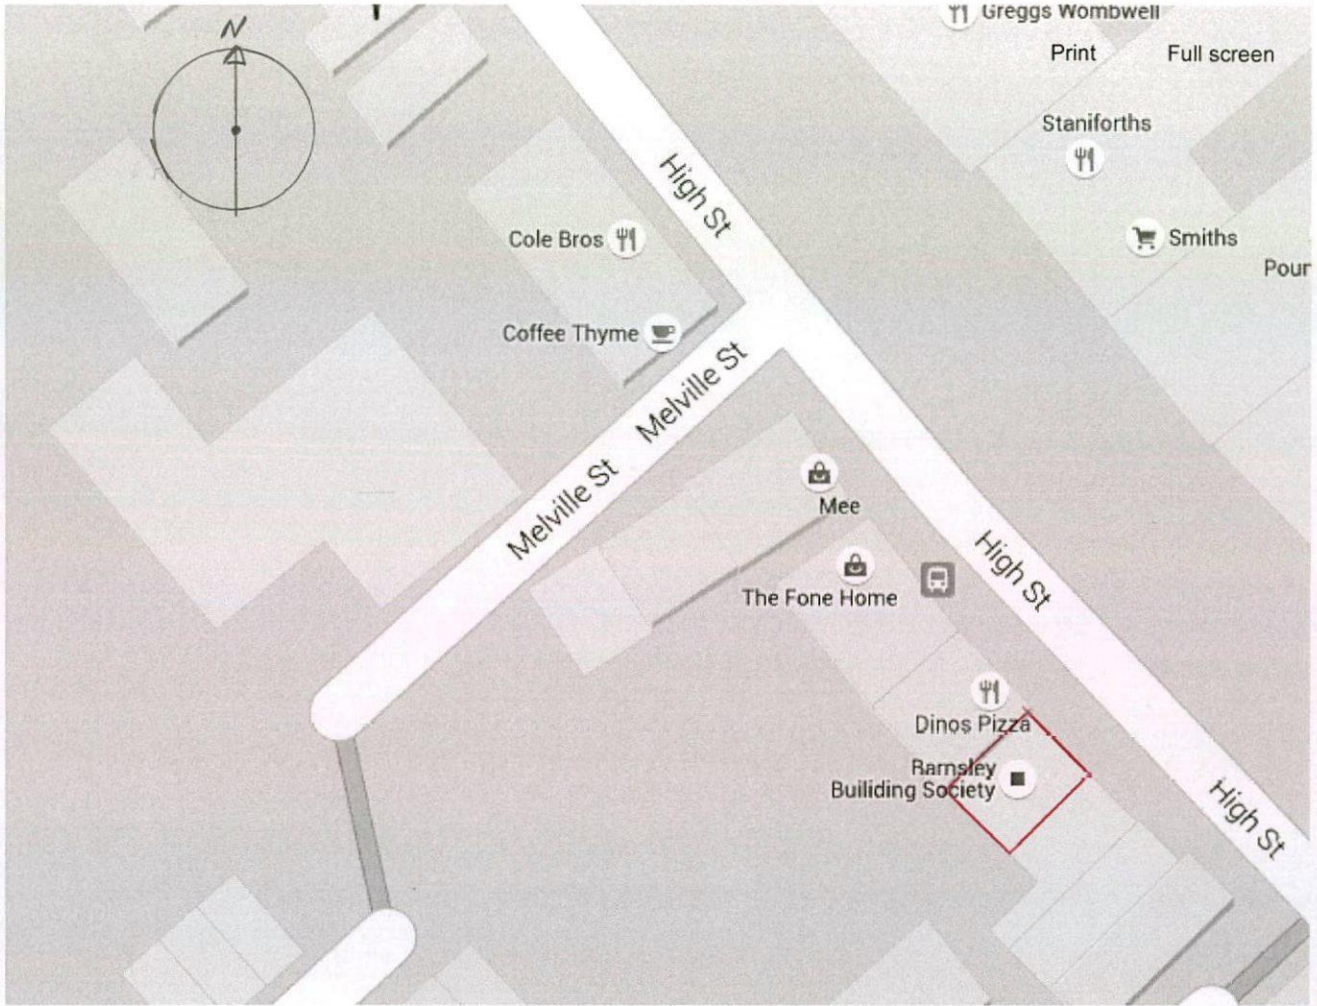 N
Greggs Wombwell
Print
Full screen
Staniforths
High St
Cole Bros
Smiths
Pour
Coffee Thyme
Melville St
Melville St
Mee
High St
The Fone Home
Dinos Pizza
Barnsley
Builiding Society
High St